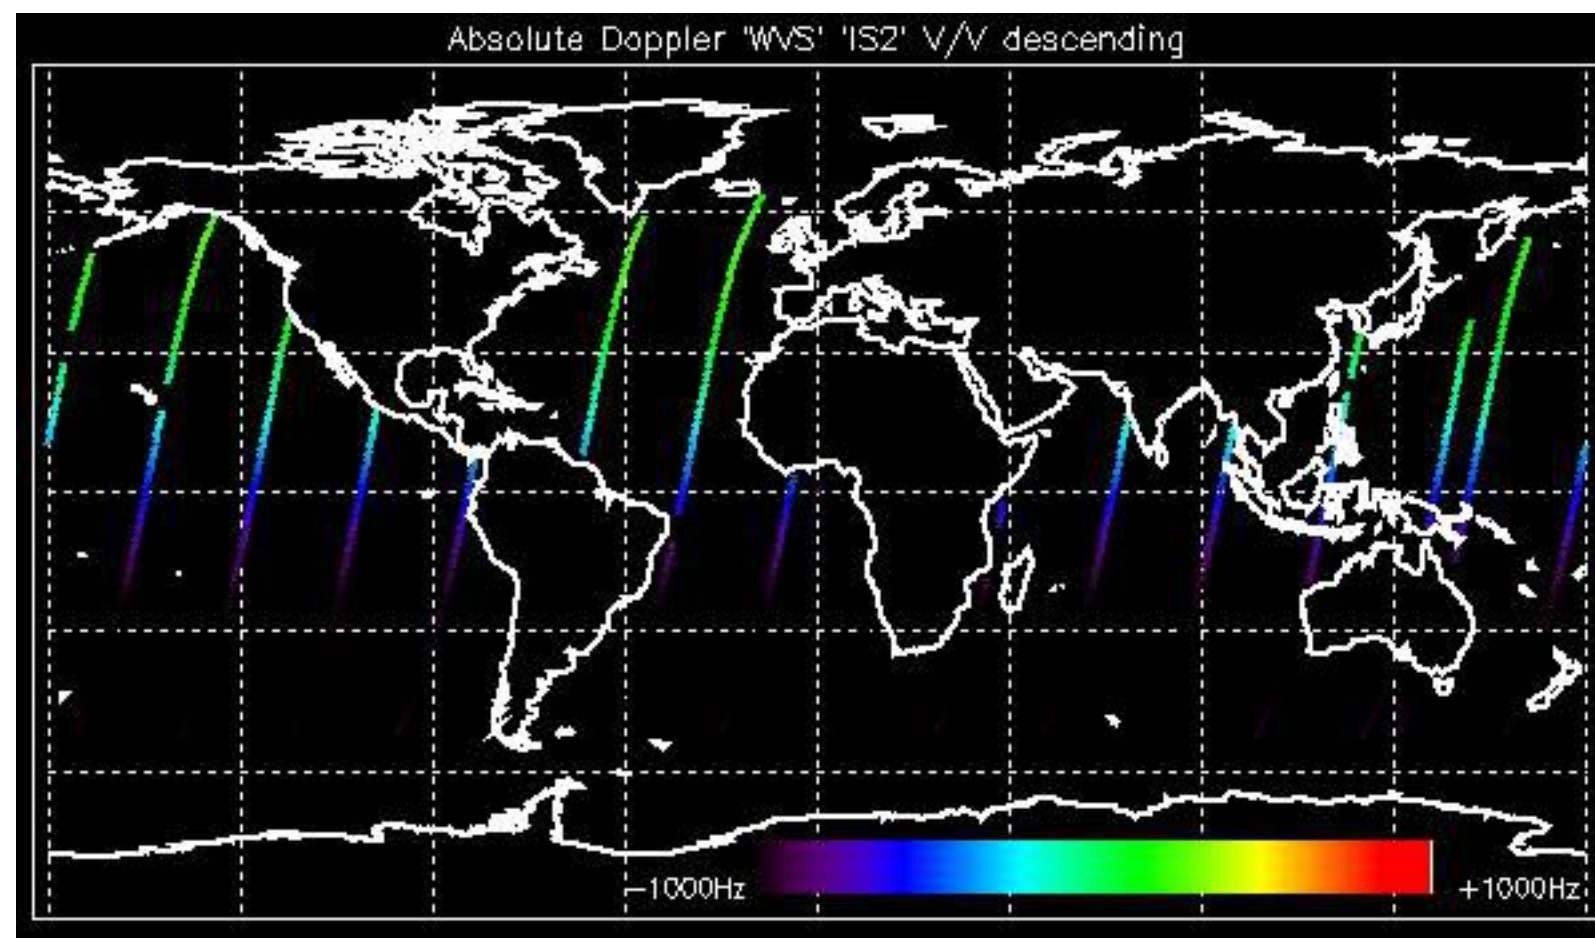 Absolute Doppler 'WVS' 'IS2' V/V descending
-1000Hz
+1000Hz